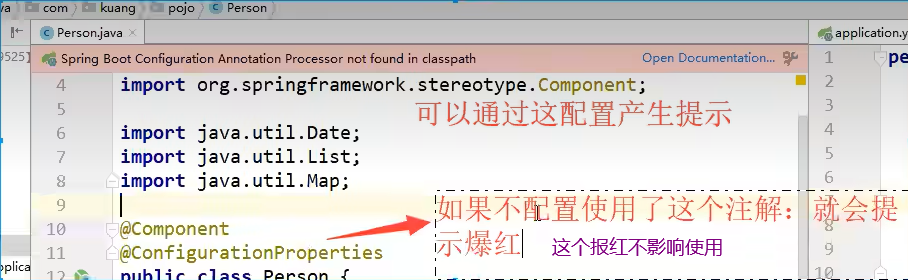 va com kuang pojo Person
Person.java
application.y
Spring Boot Configuration Annotation Processor not found in classpath Open Documentation...
9525]
4 import org.springframework.stereotype.Component;
5
可以通过这配置产生提示
6 import java.util.Date;
7 import java.util.List;
8 import java.util.Map;
9
如果不配置使用了这个注解：就会提
10 @Component
示爆红 这个报红不影响使用
11 @ConfigurationProperties
12 public class Person {
applicati
1 pe
2
3
4
5
6
7
8
9